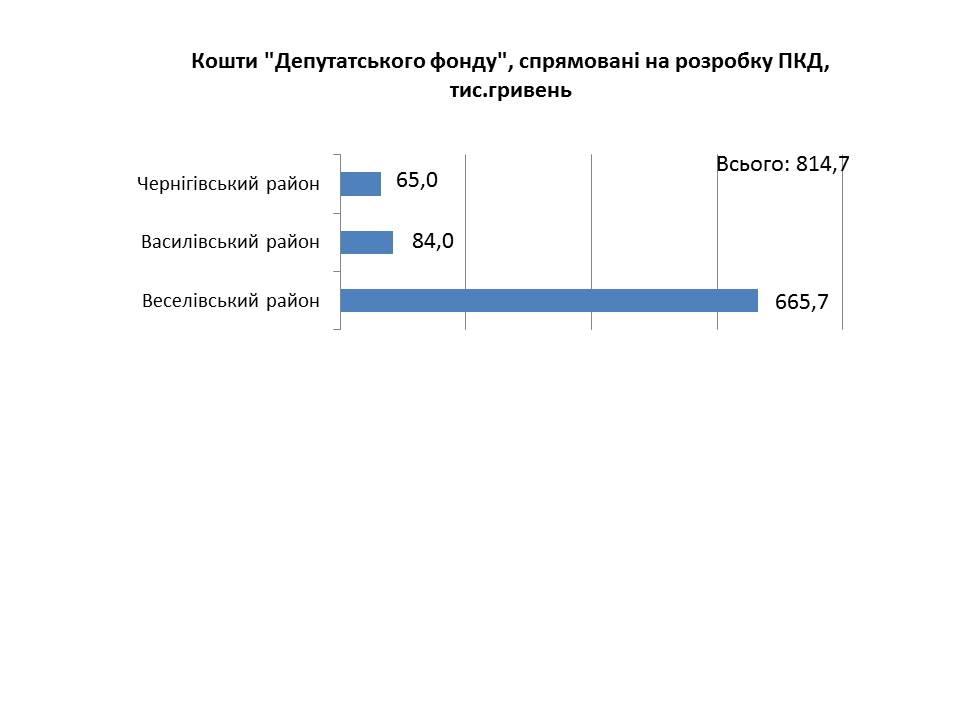 Кошти "Депутатського фонду", спрямовані на розробку ПКД,
тис.гривень
Всього: 814,7
Чернігівський район 65,0
Василівський район 84,0
Веселівський район 665,7